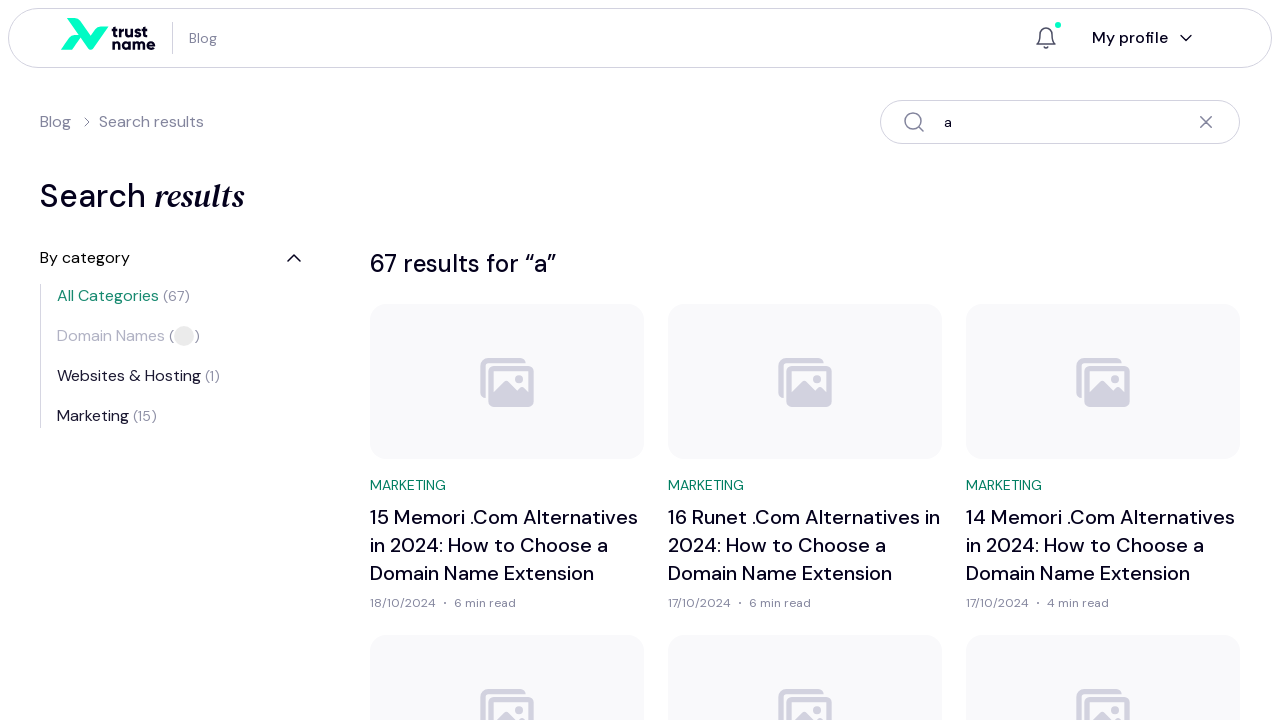 trust
name
Blog
My profile
Blog
Search results
a
Search results
By category
67 results for “a”
All Categories (67)
Domain Names ( )
Websites & Hosting (1)
Marketing (15)
MARKETING
15 Memori .Com Alternatives
in 2024: How to Choose a
Domain Name Extension
18/10/2024 · 6 min read
MARKETING
16 Runet .Com Alternatives in
2024: How to Choose a
Domain Name Extension
17/10/2024 · 6 min read
MARKETING
14 Memori .Com Alternatives
in 2024: How to Choose a
Domain Name Extension
17/10/2024 · 4 min read